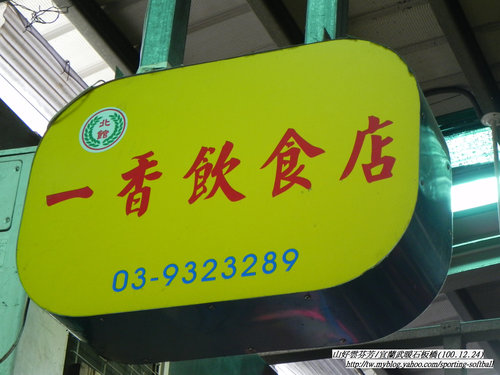 北館
一香飲食店
03-9323289
山好雲芬芳/宜蘭武暖石板橋(100.12.24)
http://tw.myblog.yahoo.com/sporting-softball